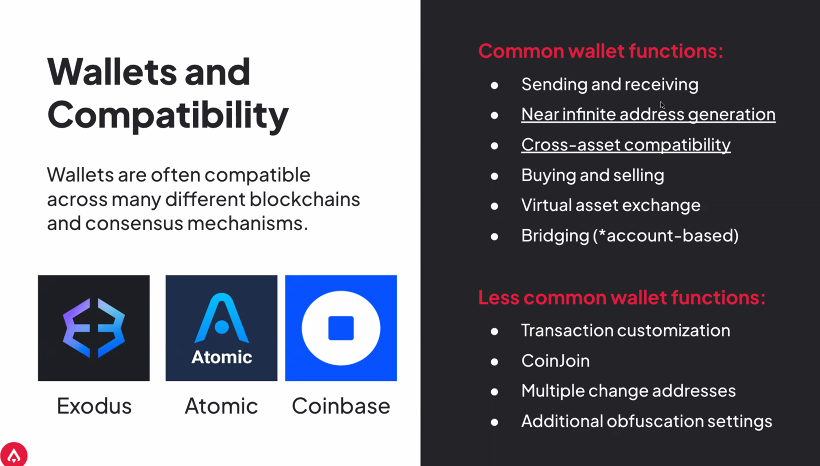 Wallets and
Compatibility
Wallets are often compatible
across many different blockchains
and consensus mechanisms.
Atomic
Exodus
Atomic
Coinbase
Common wallet functions:
● Sending and receiving
● Near infinite address generation
● Cross-asset compatibility
● Buying and selling
● Virtual asset exchange
● Bridging (*account-based)
Less common wallet functions:
● Transaction customization
● CoinJoin
● Multiple change addresses
● Additional obfuscation settings